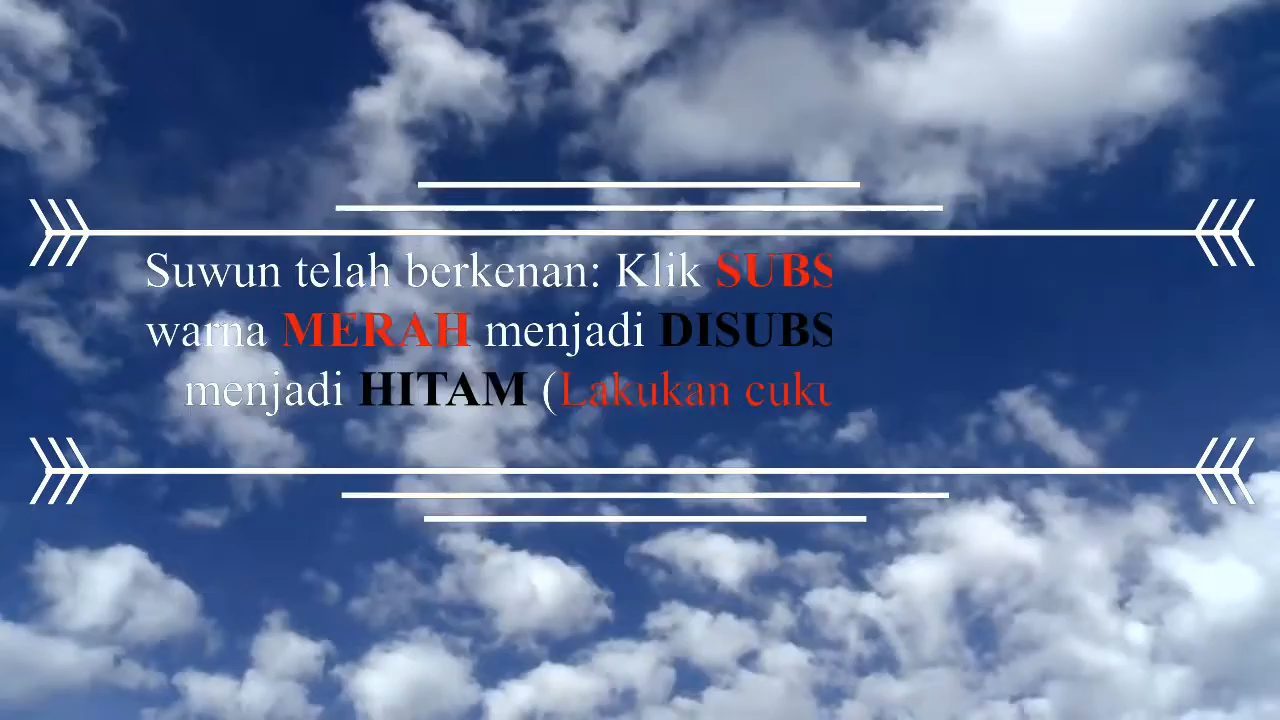 Suwun telah berkenan: Klik SUBS
warna MERAH menjadi DISUBS
menjadi HITAM (Lakukan cuku